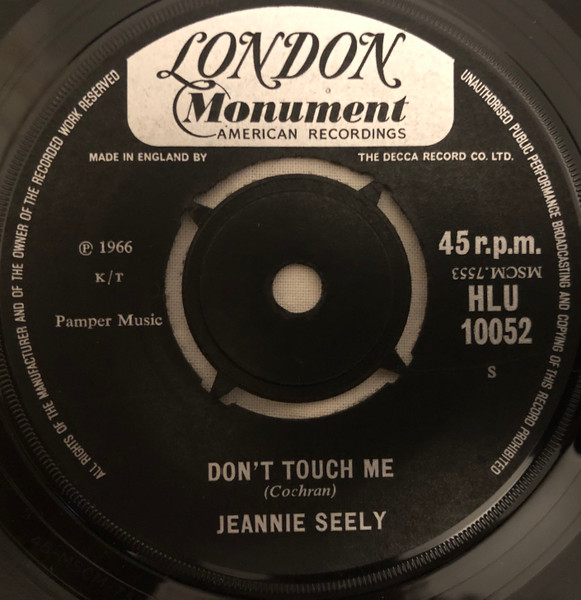 LONDON
Monument
AMERICAN RECORDINGS
MADE IN ENGLAND BY THE DECCA RECORD CO. LTD.
ALL RIGHTS OF THE MANUFACTURER AND OF THE OWNER OF THE RECORDED WORK RESERVED
UNAUTHORISED PUBLIC PERFORMANCE BROADCASTING AND COPYING OF THIS RECORD PROHIBITED
℗ 1966
K/T
Pamper Music
45 r.p.m.
MSCM.7553
HLU
10052
S
DON'T TOUCH ME
(Cochran)
JEANNIE SEELY